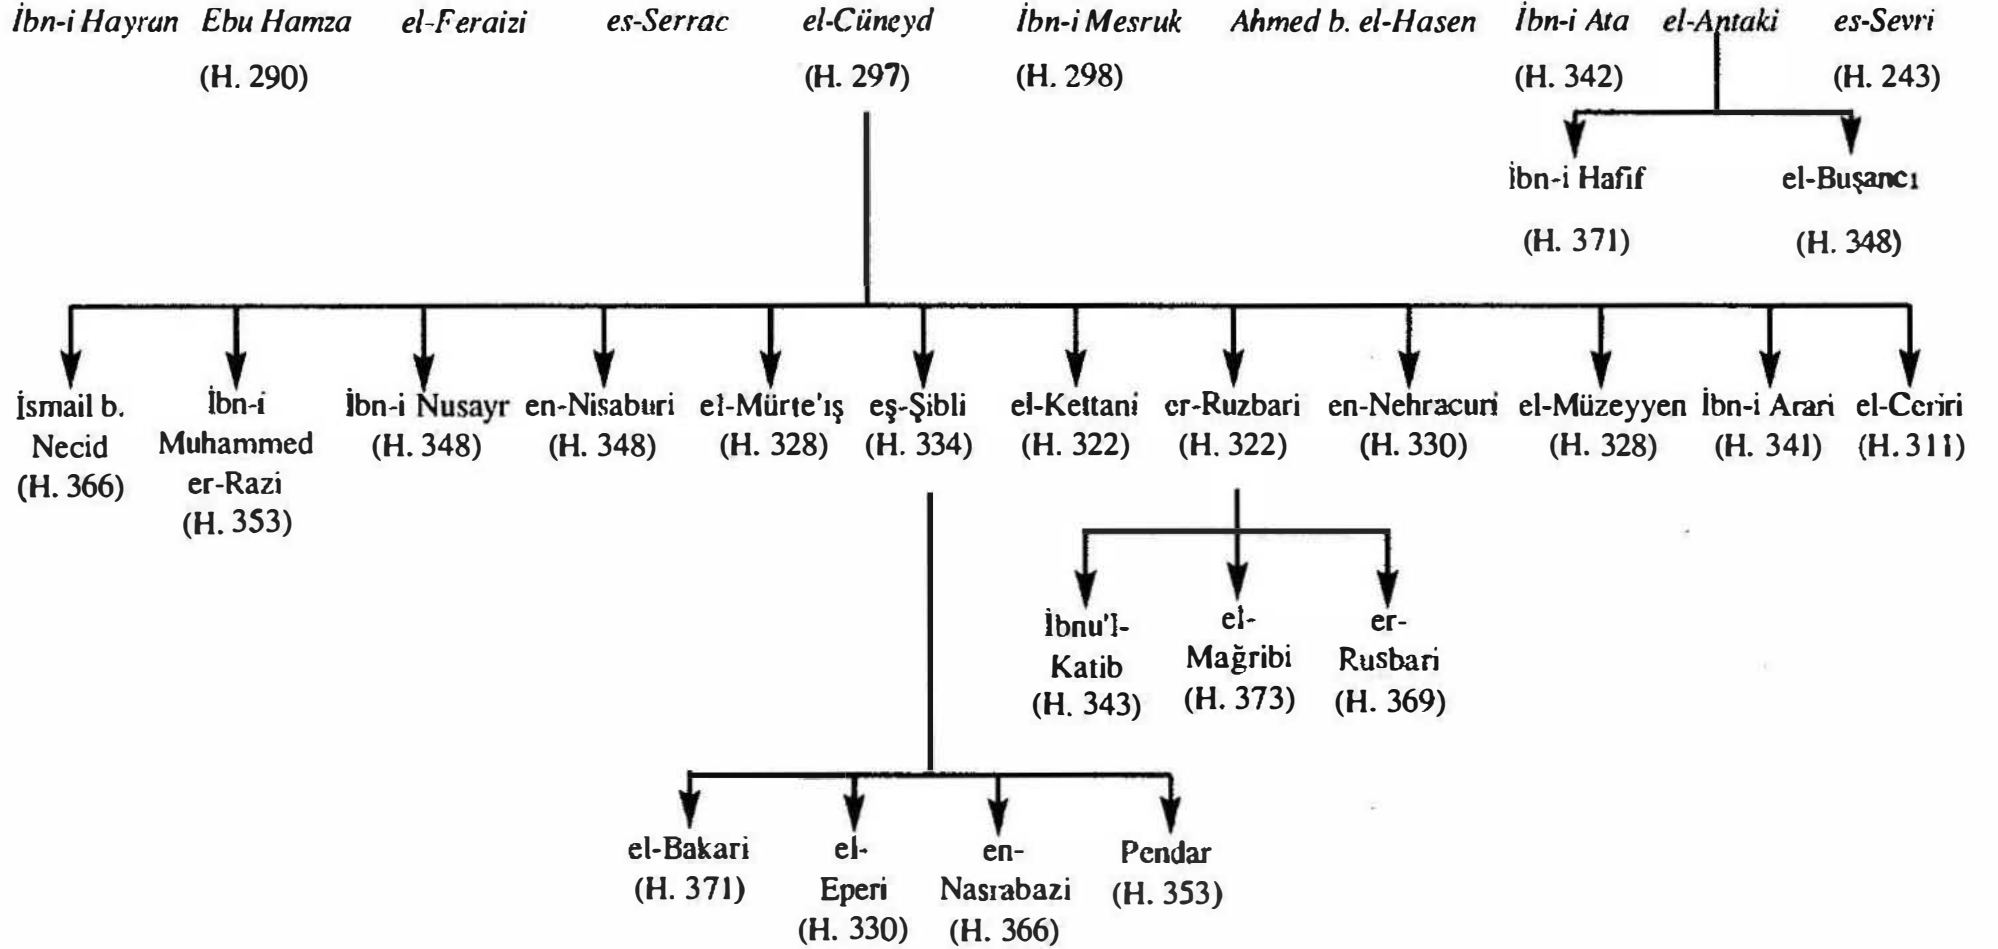 İbn-i Hayran Ebu Hamza el-Feraizi es-Serrac el-Cüneyd İbn-i Mesruk Ahmed b. el-Hasen İbn-i Ata el-Antaki es-Sevri
(H. 290) (H. 297) (H. 298) (H. 342) (H. 243)
İbn-i Hafif el-Buşancı
(H. 371) (H. 348)
İsmail b. İbn-i İbn-i Nusayr en-Nisaburi el-Mürte'ış eş-Şibli el-Kettani er-Ruzbari en-Nehracuri el-Müzeyyen İbn-i Arari el-Ceriri
Necid Muhammed (H. 348) (H. 348) (H. 328) (H. 334) (H. 322) (H. 322) (H. 330) (H. 328) (H. 341) (H.311)
(H. 366) er-Razi
(H. 353)
İbnu'l- el- er-
Katib Mağribi Rusbari
(H. 343) (H. 373) (H. 369)
el-Bakari el- en- Pendar
(H. 371) Eperi Nasrabazi (H. 353)
(H. 330) (H. 366)